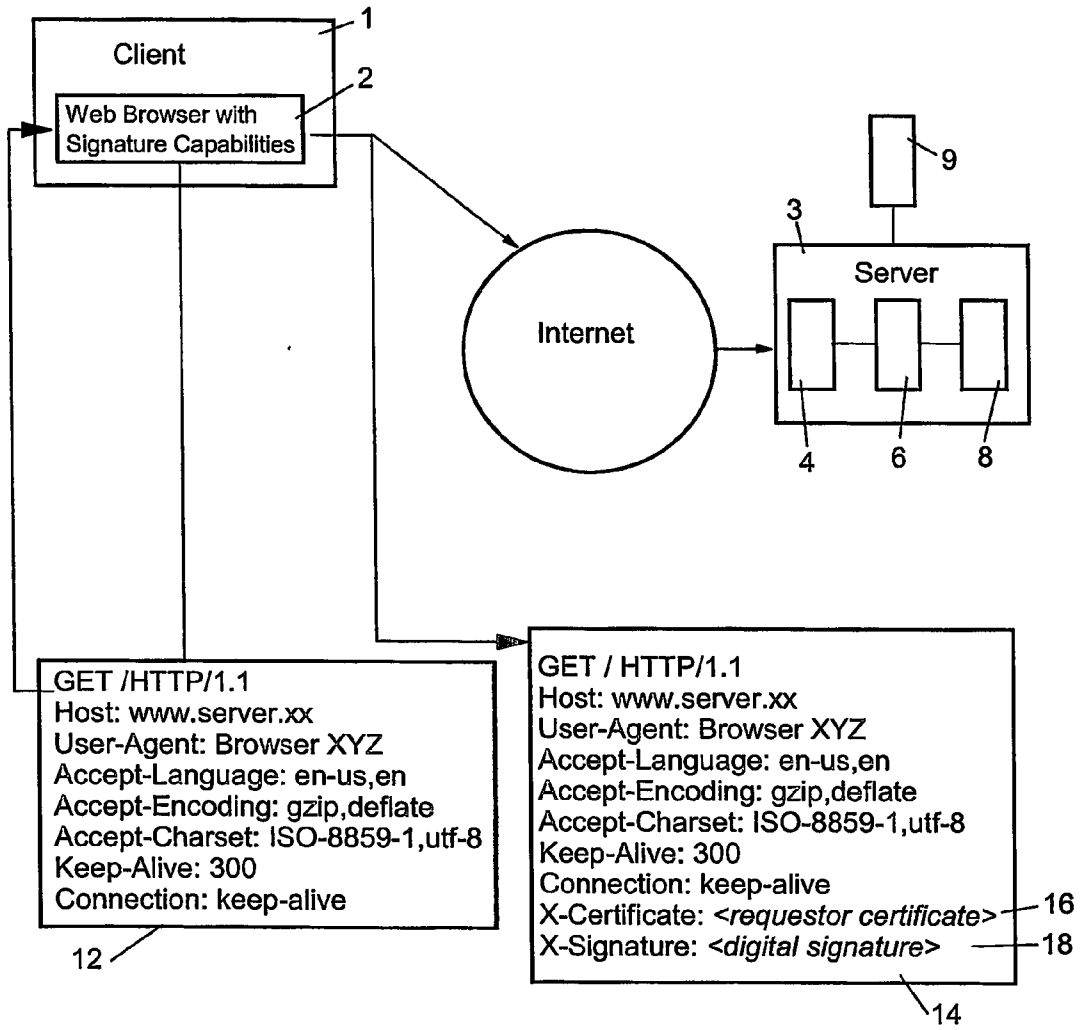 1
Client
2
Web Browser with
Signature Capabilities
9
3
Server
Internet
4
6
8
GET /HTTP/1.1
Host: www.server.xx
User-Agent: Browser XYZ
Accept-Language: en-us,en
Accept-Encoding: gzip,deflate
Accept-Charset: ISO-8859-1,utf-8
Keep-Alive: 300
Connection: keep-alive
12
GET / HTTP/1.1
Host: www.server.xx
User-Agent: Browser XYZ
Accept-Language: en-us,en
Accept-Encoding: gzip,deflate
Accept-Charset: ISO-8859-1,utf-8
Keep-Alive: 300
Connection: keep-alive
X-Certificate: <requestor certificate>
16
X-Signature: <digital signature>
18
14